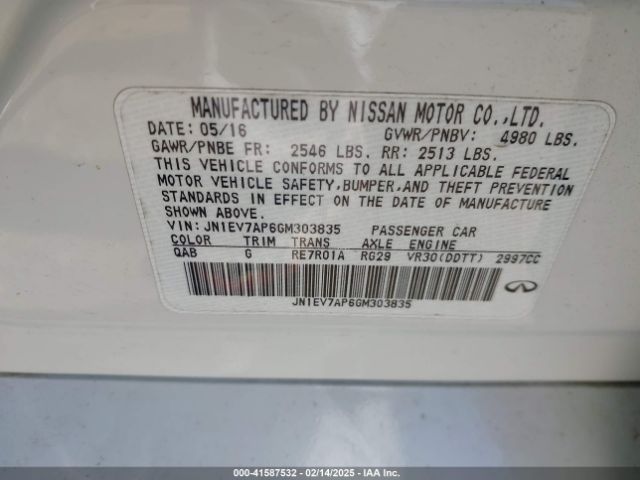 MANUFACTURED BY NISSAN MOTOR CO.,LTD.
DATE: 05/16 GVWR/PNBV: 4980 LBS.
GAWR/PNBE FR: 2546 LBS. RR: 2513 LBS.
THIS VEHICLE CONFORMS TO ALL APPLICABLE FEDERAL
MOTOR VEHICLE SAFETY,BUMPER,AND THEFT PREVENTION
STANDARDS IN EFFECT ON THE DATE OF MANUFACTURE
SHOWN ABOVE.
VIN: JN1EV7AP6GM303835 PASSENGER CAR
COLOR TRIM TRANS AXLE ENGINE
QAB G RE7R01A RG29 VR30(DDTT) 2997CC
JN1EV7AP6GM303835
000-41587532 — 02/14/2025 — IAA Inc.